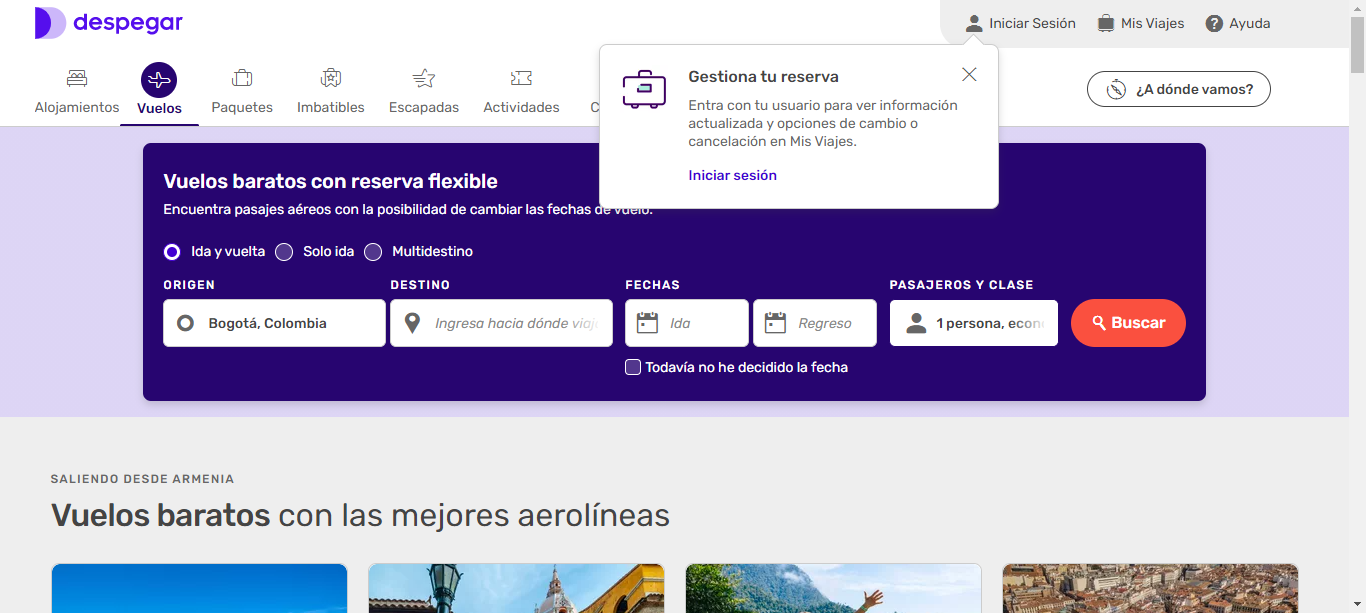 despegar
Iniciar Sesión
Mis Viajes
Ayuda
Alojamientos
Vuelos
Paquetes
Imbatibles
Escapadas
Actividades
C
¿A dónde vamos?
Gestiona tu reserva
Entra con tu usuario para ver información
actualizada y opciones de cambio o
cancelación en Mis Viajes.
Iniciar sesión
Vuelos baratos con reserva flexible
Encuentra pasajes aéreos con la posibilidad de cambiar las fechas de vuelo.
Ida y vuelta
Solo ida
Multidestino
ORIGEN
DESTINO
FECHAS
PASAJEROS Y CLASE
Bogotá, Colombia
Ingresa hacia dónde viaj
Ida
Regreso
1 persona, econ
Buscar
Todavía no he decidido la fecha
SALIENDO DESDE ARMENIA
Vuelos baratos con las mejores aerolíneas